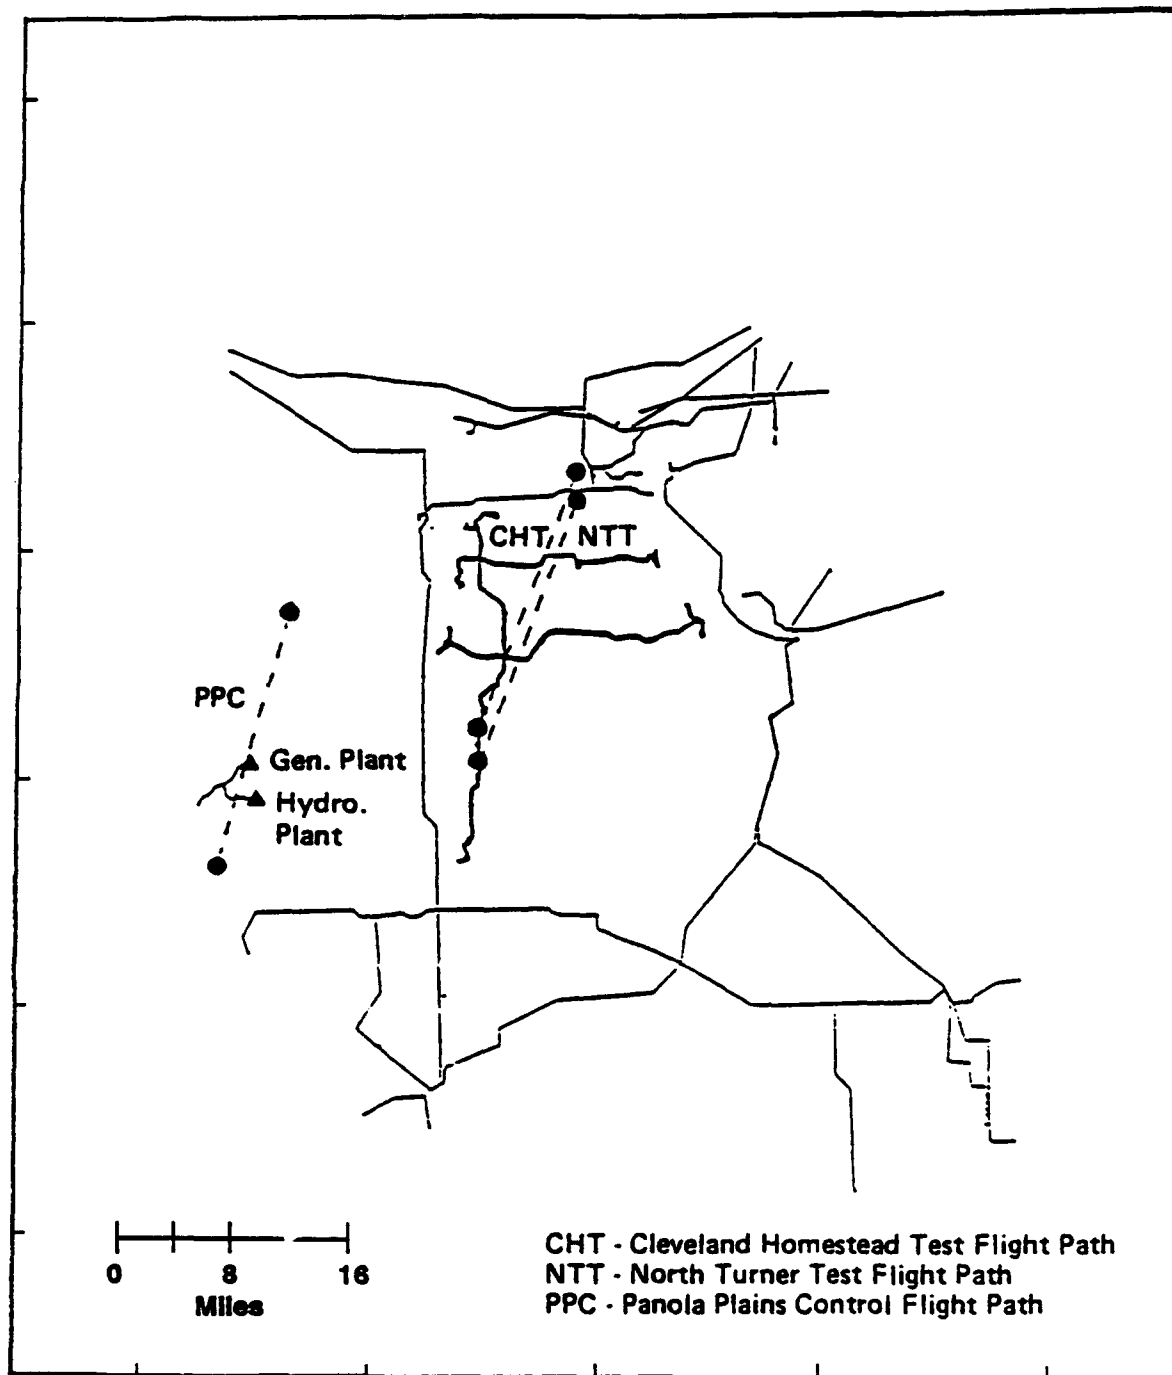 CHT NTT
PPC
Gen. Plant
Hydro.
Plant
0 8 16
Miles
CHT - Cleveland Homestead Test Flight Path
NTT - North Turner Test Flight Path
PPC - Panola Plains Control Flight Path